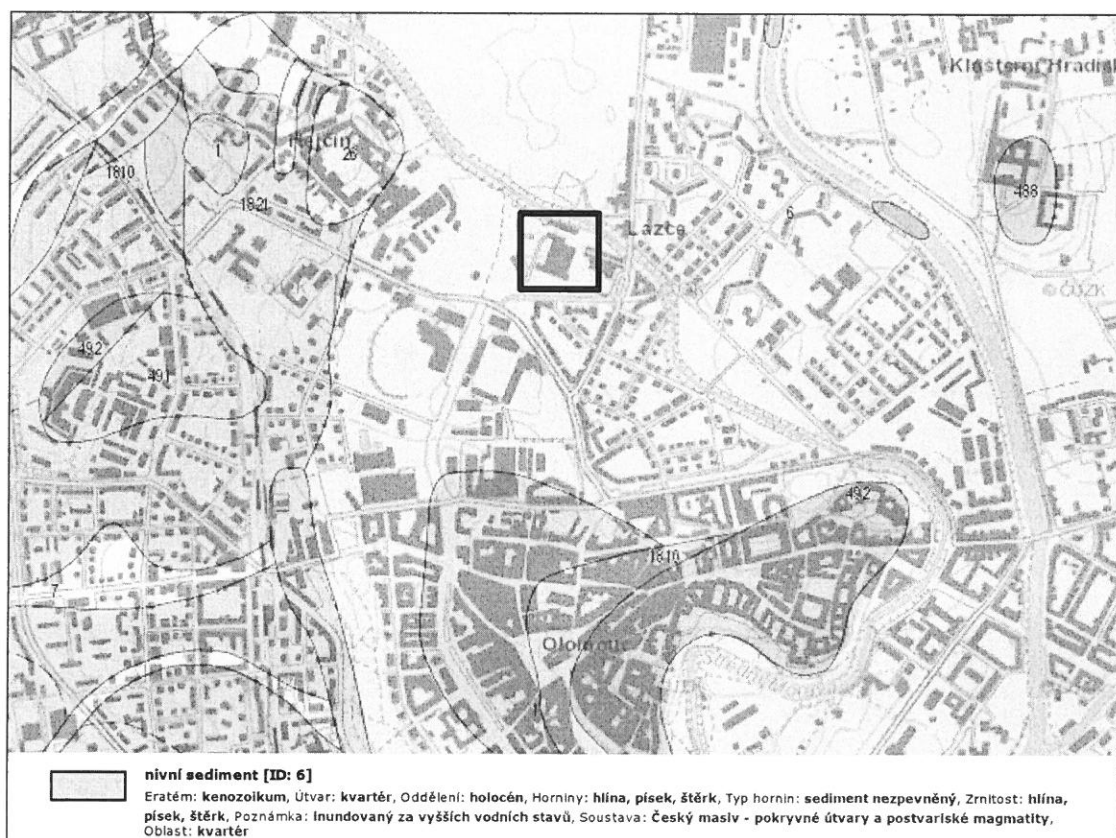 Klášterní Hradisko
Hejčín
26
1
1810
1821
488
6
Lazce
© ČÚZK
© ČÚZK
492
491
492
1810
7
Olomouc
1
nivní sediment [ID: 6]
Eratém: kenozoikum, Útvar: kvartér, Oddělení: holocén, Horniny: hlína, písek, štěrk, Typ hornin: sediment nezpevněný, Zrnitost: hlína,
písek, štěrk, Poznámka: inundovaný za vyšších vodních stavů, Soustava: Český masiv - pokryvné útvary a postvariské magmatity,
Oblast: kvartér